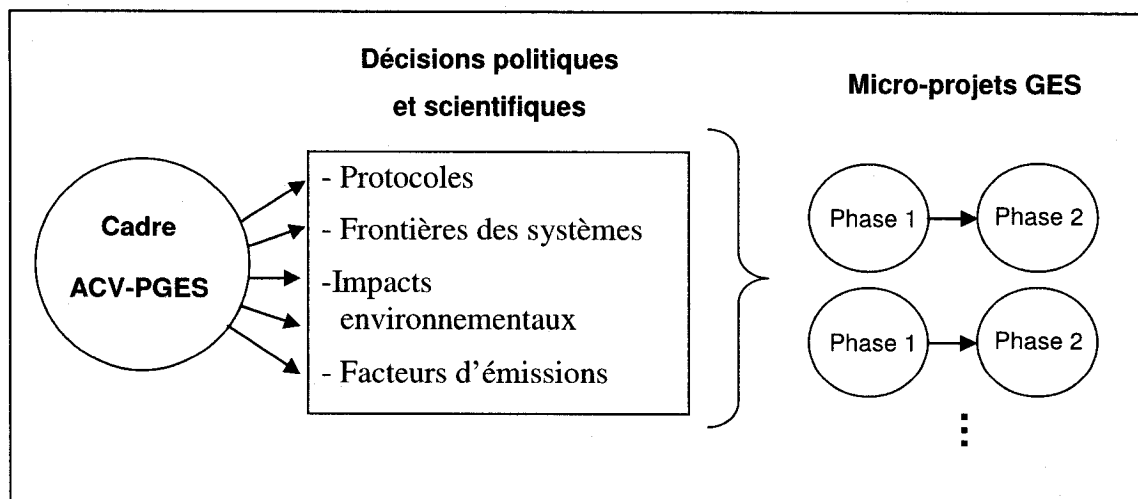 Décisions politiques
et scientifiques
Micro-projets GES
Cadre
ACV-PGES
- Protocoles
- Frontières des systèmes
-Impacts
environnementaux
- Facteurs d'émissions
Phase 1
Phase 2
Phase 1
Phase 2